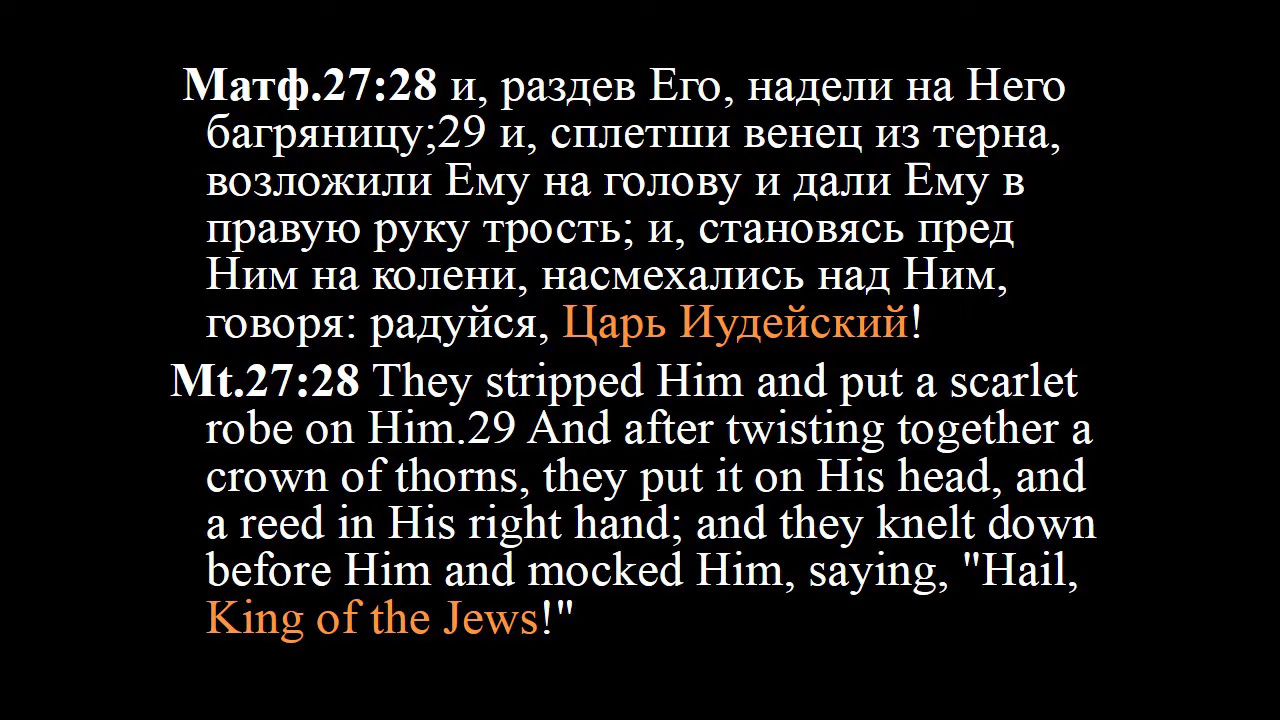 Матф.27:28 и, раздев Его, надели на Него
багряницу;29 и, сплетши венец из терна,
возложили Ему на голову и дали Ему в
правую руку трость; и, становясь пред
Ним на колени, насмехались над Ним,
говоря: радуйся, Царь Иудейский!
Mt.27:28 They stripped Him and put a scarlet
robe on Him.29 And after twisting together a
crown of thorns, they put it on His head, and
a reed in His right hand; and they knelt down
before Him and mocked Him, saying, "Hail,
King of the Jews!"